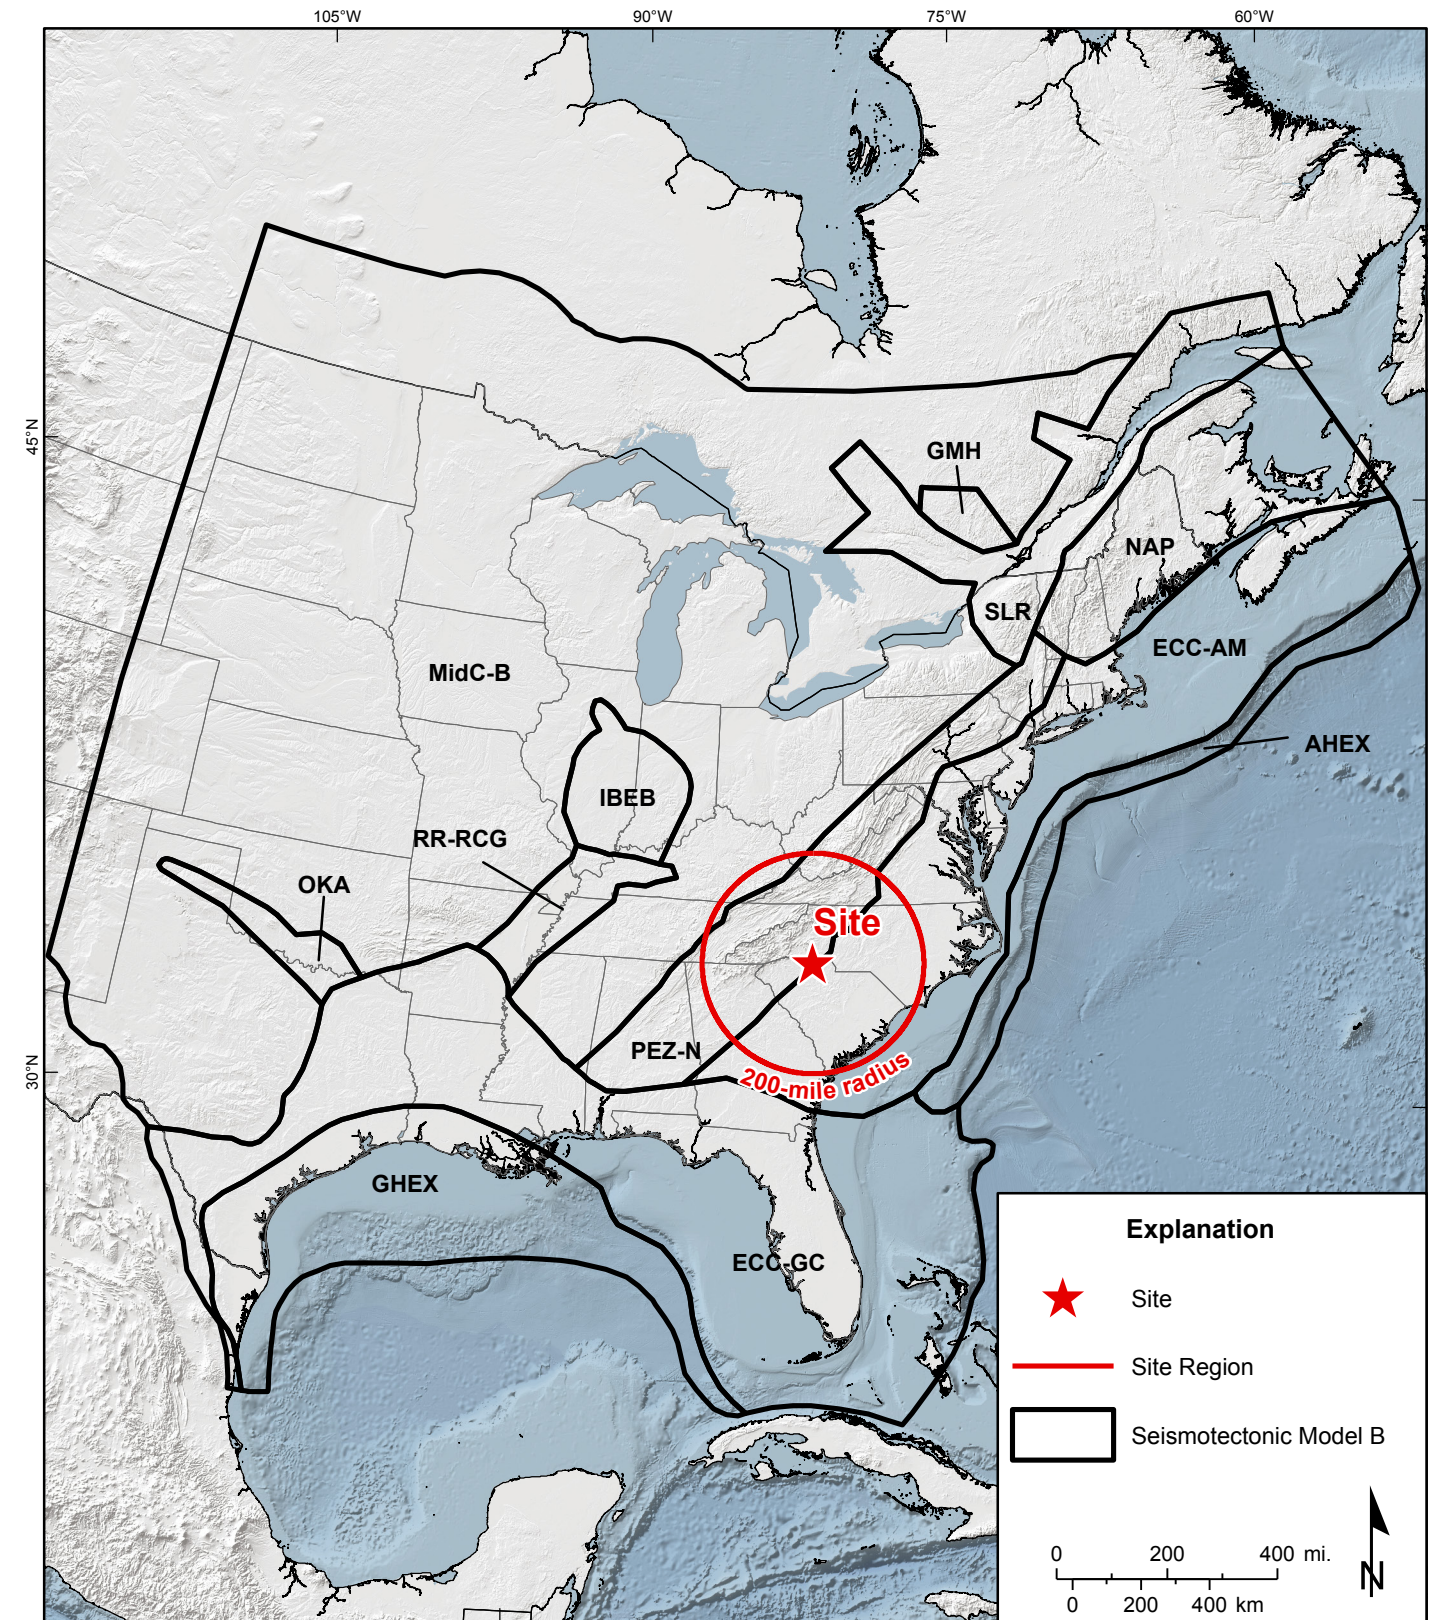 105°W 90°W 75°W 60°W
45°N
30°N
GMH
NAP
SLR
ECC-AM
MidC-B
AHEX
IBEB
RR-RCG
OKA
Site
PEZ-N
200-mile radius
GHEX
ECC-GC
Explanation
Site
Site Region
Seismotectonic Model B
0 200 400 mi.
0 200 400 km
N